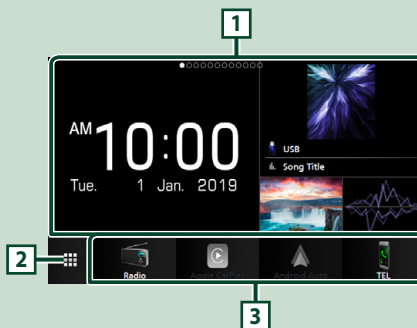 1
AM 10:00
Tue. 1 Jan. 2019
USB
Song Title
2
Radio
Apple CarPlay
Android Auto
TEL
3